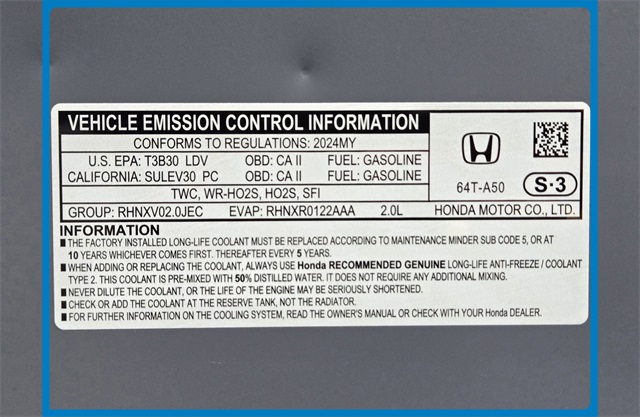 VEHICLE EMISSION CONTROL INFORMATION
CONFORMS TO REGULATIONS: 2024MY
U.S. EPA: T3B30 LDV OBD: CA II FUEL: GASOLINE
CALIFORNIA: SULEV30 PC OBD: CA II FUEL: GASOLINE
TWC, WR-HO2S, HO2S, SFI
GROUP: RHNXV02.0JEC EVAP: RHNXR0122AAA 2.0L
64T-A50
S·3
HONDA MOTOR CO., LTD.
INFORMATION
■ THE FACTORY INSTALLED LONG-LIFE COOLANT MUST BE REPLACED ACCORDING TO MAINTENANCE MINDER SUB CODE 5, OR AT
10 YEARS WHICHEVER COMES FIRST. THEREAFTER EVERY 5 YEARS.
■ WHEN ADDING OR REPLACING THE COOLANT, ALWAYS USE Honda RECOMMENDED GENUINE LONG-LIFE ANTI-FREEZE / COOLANT
TYPE 2. THIS COOLANT IS PRE-MIXED WITH 50% DISTILLED WATER. IT DOES NOT REQUIRE ANY ADDITIONAL MIXING.
■ NEVER DILUTE THE COOLANT, OR THE LIFE OF THE ENGINE MAY BE SERIOUSLY SHORTENED.
■ CHECK OR ADD THE COOLANT AT THE RESERVE TANK, NOT THE RADIATOR.
■ FOR FURTHER INFORMATION ON THE COOLING SYSTEM, READ THE OWNER'S MANUAL OR CHECK WITH YOUR Honda DEALER.